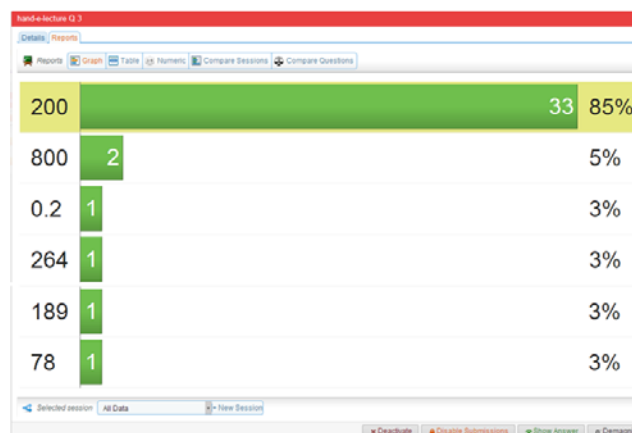 hand-e-lecture Q 3
Details Reports
Reports Graph Table Numeric Compare Sessions Compare Questions
200 33 85%
800 2 5%
0.2 1 3%
264 1 3%
189 1 3%
78 1 3%
Selected session All Data New Session
Deactivate Disable Submissions Show Answer